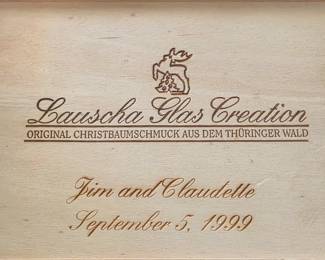 Lauscha Glas Creation
ORIGINAL CHRISTBAUMSCHMUCK AUS DEM THÜRINGER WALD
Jim and Claudette
September 5, 1999